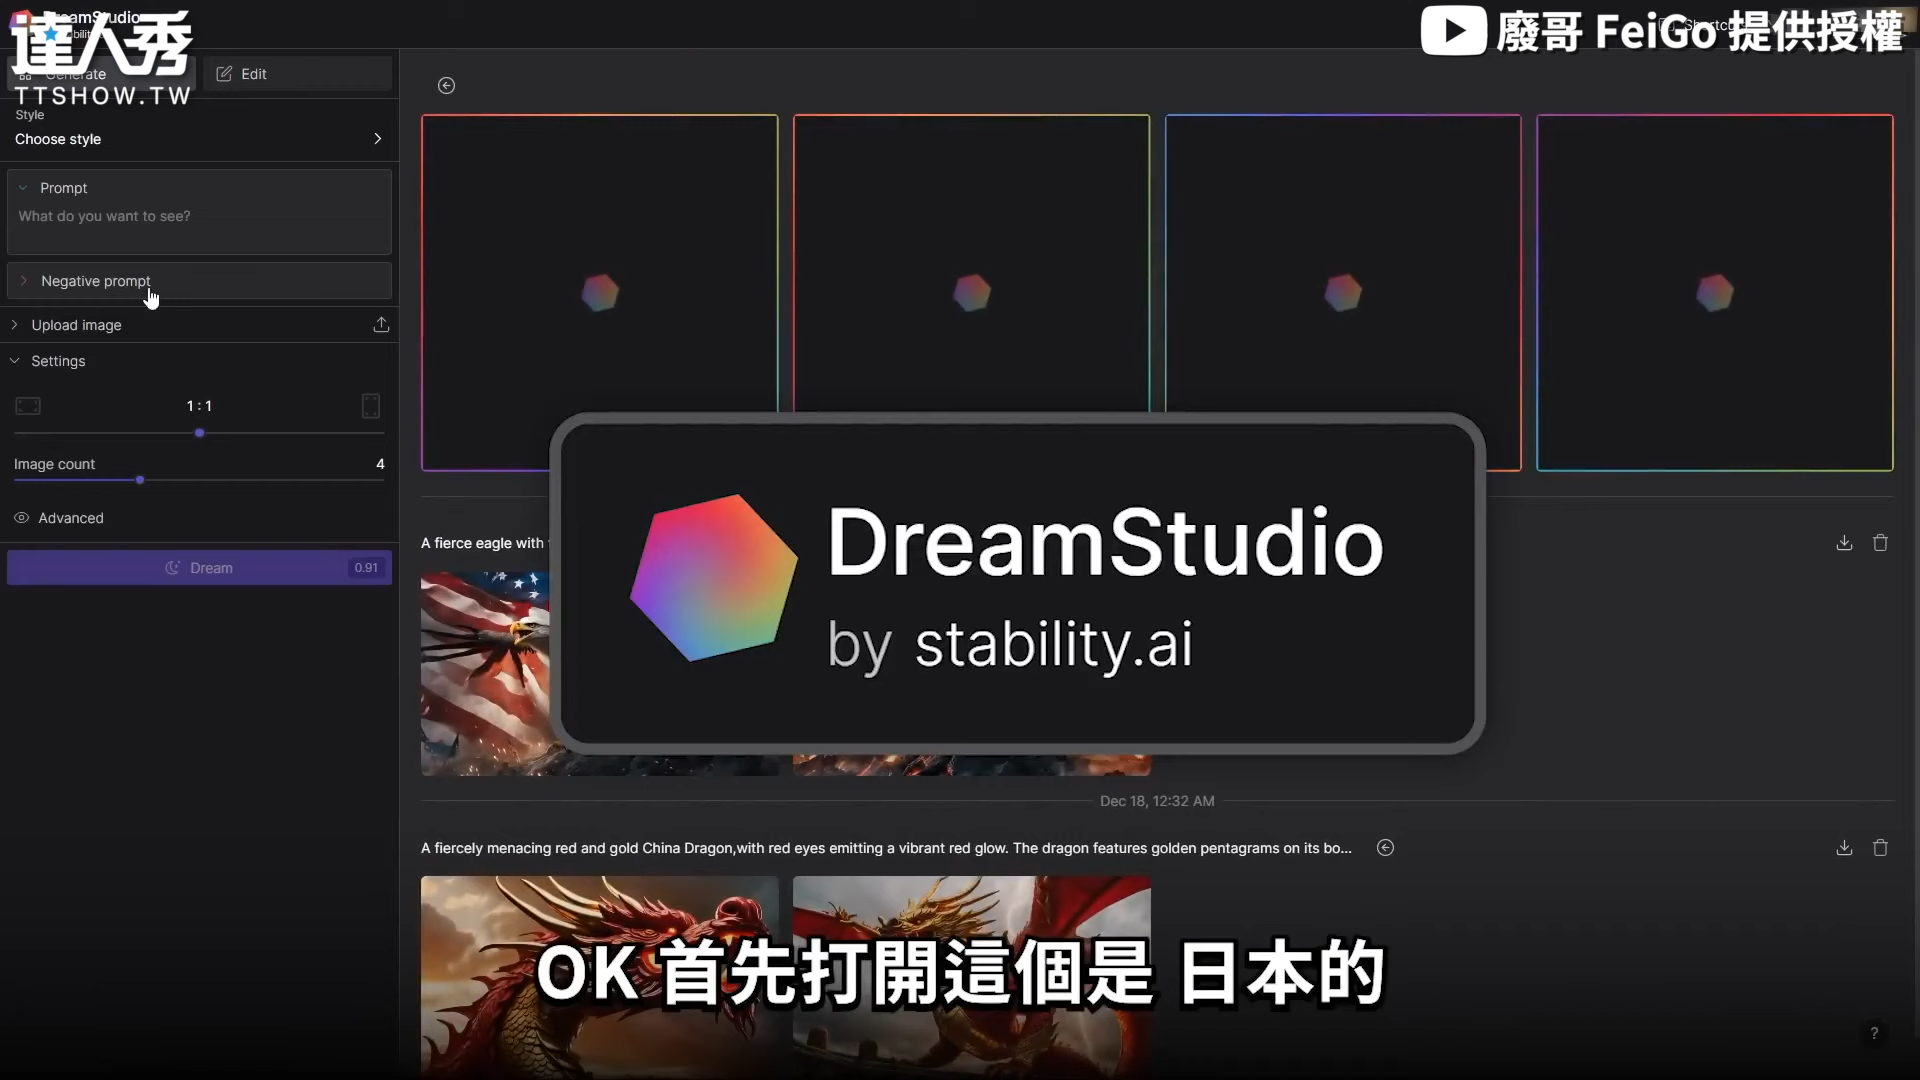 DreamStudio
達人秀
TTSHOW.TW
廢哥 FeiGo 提供授權
Generate
Edit
Style
Choose style
Prompt
What do you want to see?
Negative prompt
Upload image
Settings
1 : 1
Image count
4
Advanced
Dream
0.91
A fierce eagle with
DreamStudio
by stability.ai
Dec 18, 12:32 AM
A fiercely menacing red and gold China Dragon,with red eyes emitting a vibrant red glow. The dragon features golden pentagrams on its bo...
OK 首先打開這個是 日本的
?